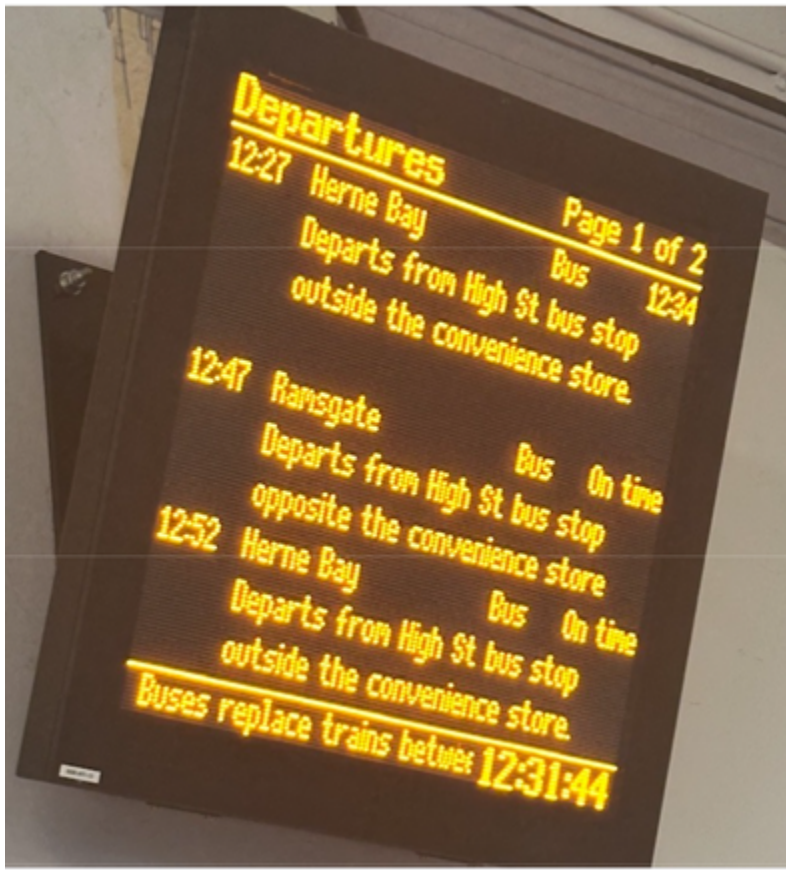 Departures
Page 1 of 2
12:27 Herne Bay Bus 12:34
Departs from High St bus stop
outside the convenience store.
12:47 Ramsgate Bus On time
Departs from High St bus stop
opposite the convenience store
12:52 Herne Bay Bus On time
Departs from High St bus stop
outside the convenience store.
Buses replace trains betwee 12:31:44